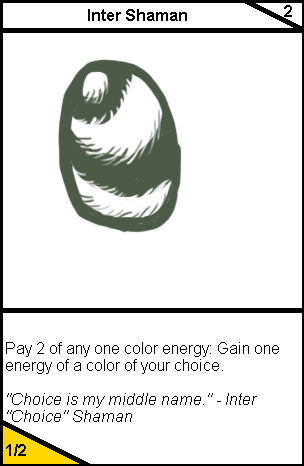 Inter Shaman
2
Pay 2 of any one color energy: Gain one
energy of a color of your choice.
"Choice is my middle name." - Inter
"Choice" Shaman
1/2